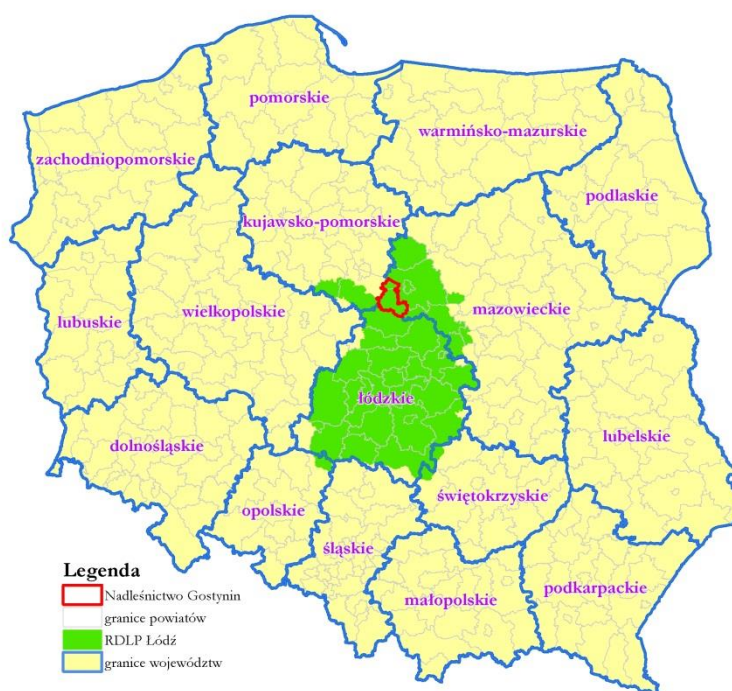 pomorskie
warmińsko-mazurskie
zachodniopomorskie
podlaskie
kujawsko-pomorskie
mazowieckie
wielkopolskie
lubuskie
łódzkie
dolnośląskie
lubelskie
opolskie
świętokrzyskie
śląskie
małopolskie
podkarpackie
Legenda
Nadleśnictwo Gostynin
granice powiatów
RDLP Łódź
granice województw